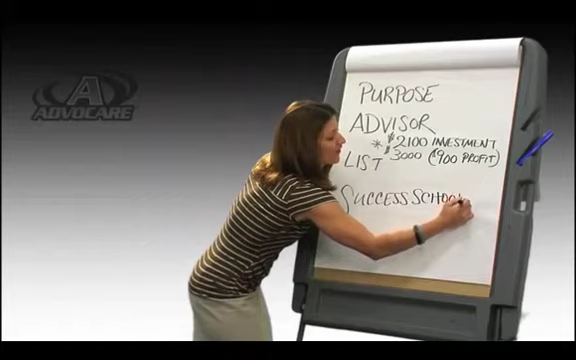 A
ADVOCARE
PURPOSE
ADVISOR
* $2100 INVESTMENT
$3000 ($900 PROFIT)
LIST
SUCCESS SCHOOL